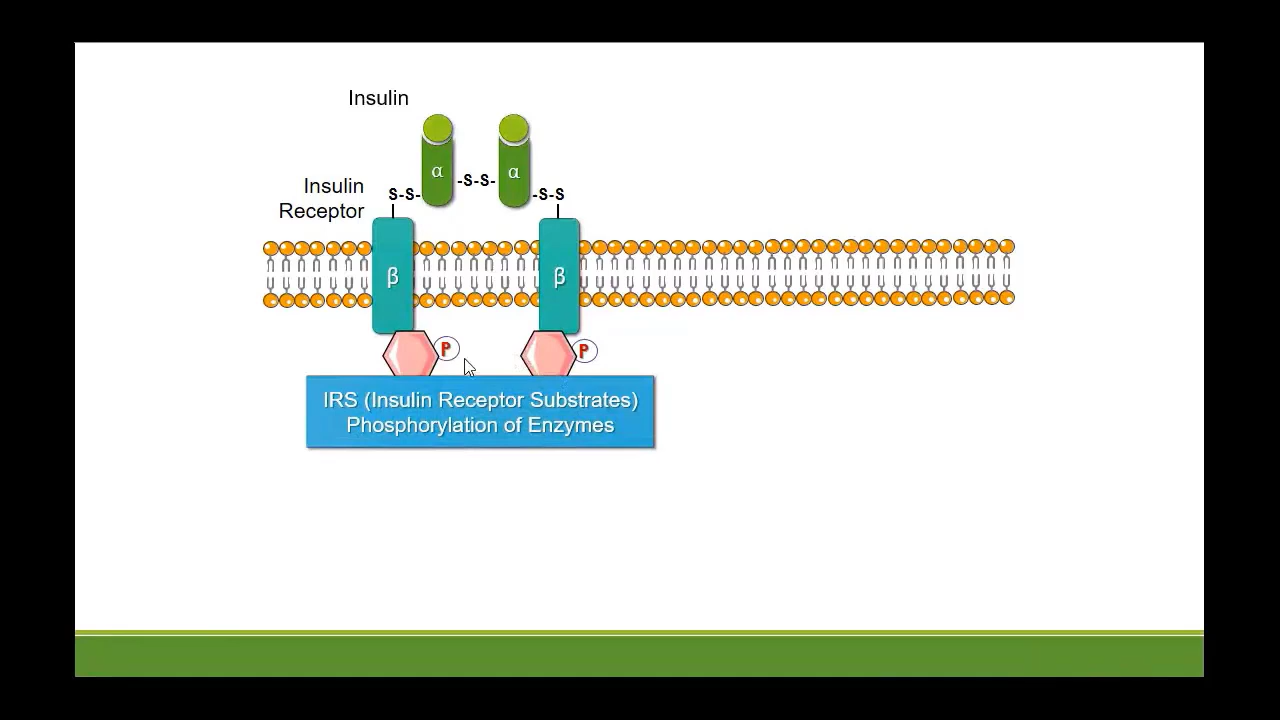 Insulin
α
α
Insulin
Receptor
S-S-
-S-S-
-S-S
β
β
P
P
IRS (Insulin Receptor Substrates)
Phosphorylation of Enzymes